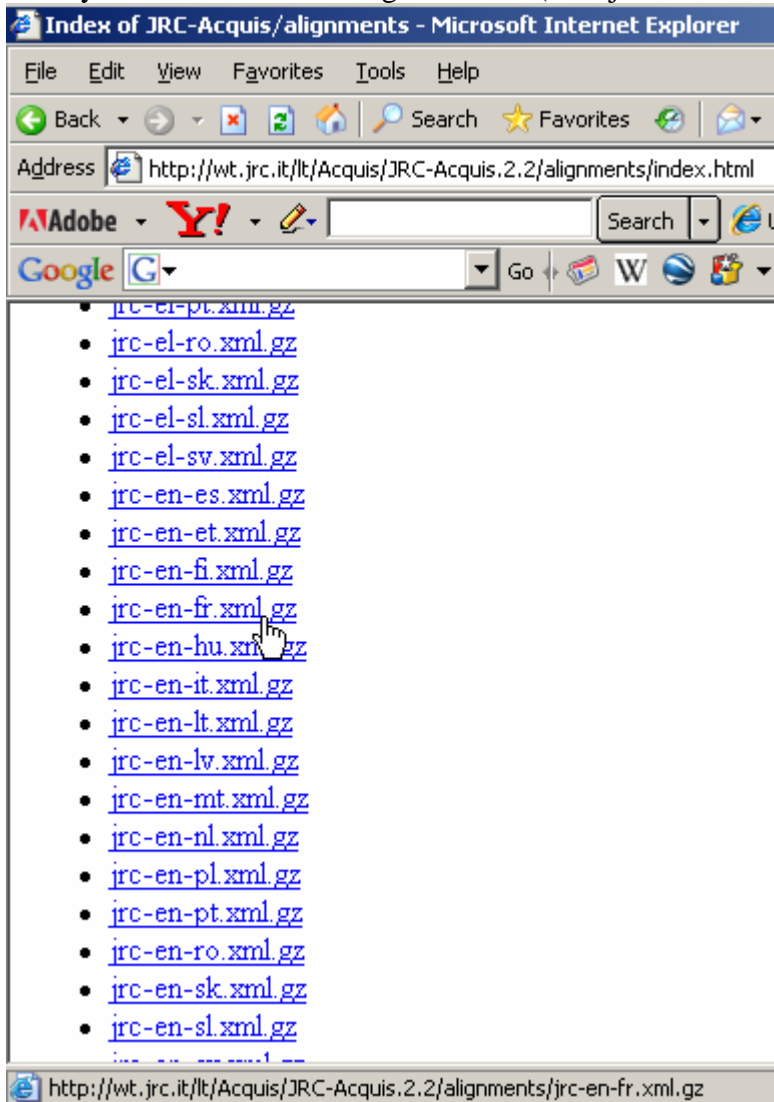 Index of JRC-Acquis/alignments - Microsoft Internet Explorer
File Edit View Favorites Tools Help
Back Search Favorites
Address http://wt.jrc.it/lt/Acquis/JRC-Acquis.2.2/alignments/index.html
Adobe Y! Search
Google G Go W
jrc-el-pt.xml.gz
jrc-el-ro.xml.gz
jrc-el-sk.xml.gz
jrc-el-sl.xml.gz
jrc-el-sv.xml.gz
jrc-en-es.xml.gz
jrc-en-et.xml.gz
jrc-en-fi.xml.gz
jrc-en-fr.xml.gz
jrc-en-hu.xml.gz
jrc-en-it.xml.gz
jrc-en-lt.xml.gz
jrc-en-lv.xml.gz
jrc-en-mt.xml.gz
jrc-en-nl.xml.gz
jrc-en-pl.xml.gz
jrc-en-pt.xml.gz
jrc-en-ro.xml.gz
jrc-en-sk.xml.gz
jrc-en-sl.xml.gz
http://wt.jrc.it/lt/Acquis/JRC-Acquis.2.2/alignments/jrc-en-fr.xml.gz